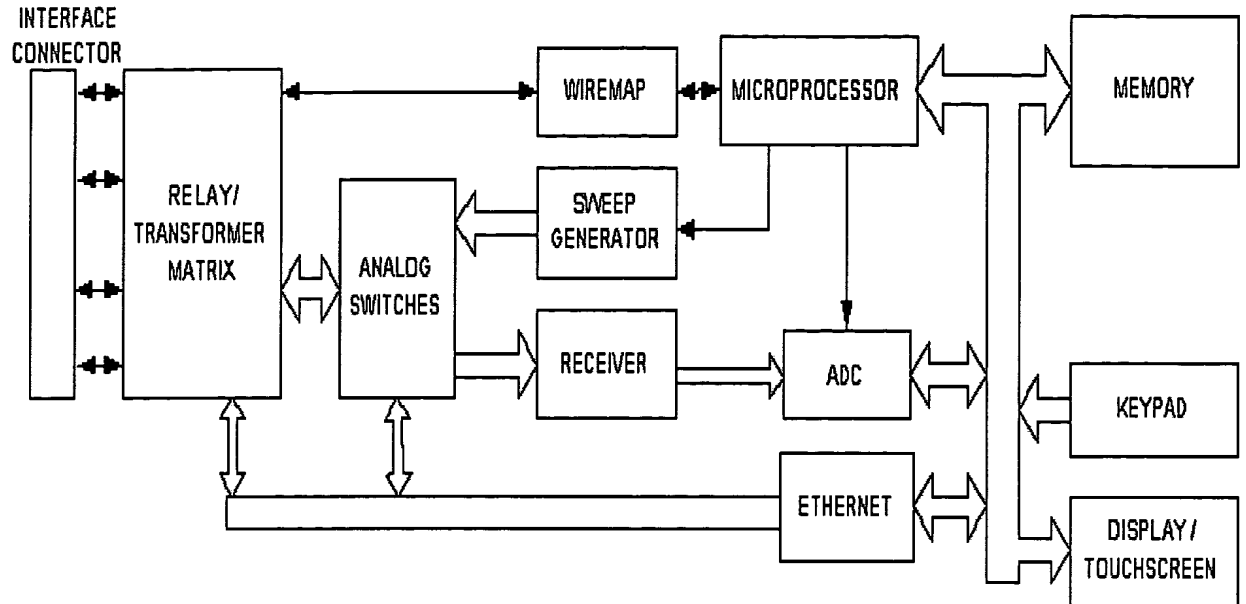 INTERFACE
CONNECTOR
RELAY/
TRANSFORMER
MATRIX
WIREMAP
MICROPROCESSOR
MEMORY
ANALOG
SWITCHES
SWEEP
GENERATOR
RECEIVER
ADC
KEYPAD
ETHERNET
DISPLAY/
TOUCHSCREEN